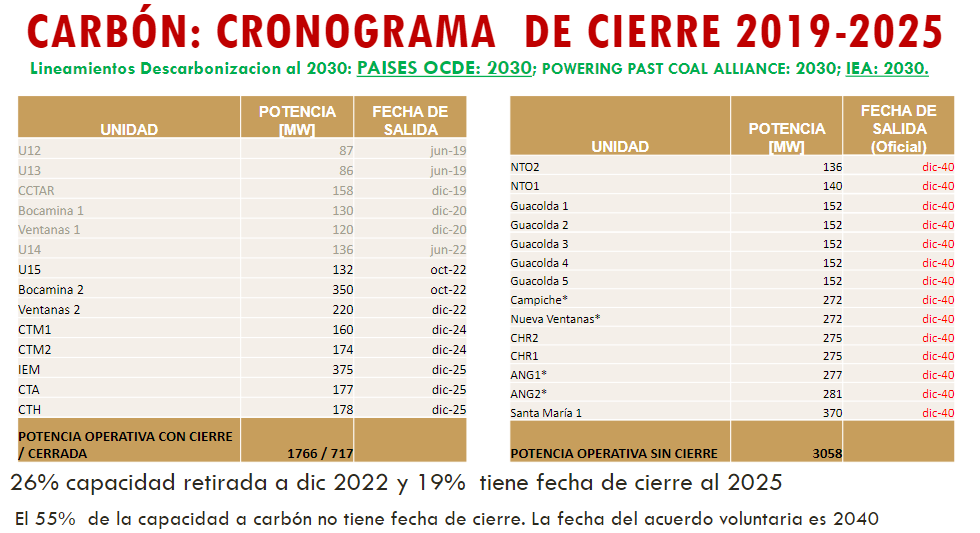 CARBÓN: CRONOGRAMA DE CIERRE 2019-2025
Lineamientos Descarbonizacion al 2030: PAISES OCDE: 2030; POWERING PAST COAL ALLIANCE: 2030; IEA: 2030.
UNIDAD POTENCIA [MW] FECHA DE SALIDA
U12 87 jun-19
U13 86 jun-19
CCTAR 158 dic-19
Bocamina 1 130 dic-20
Ventanas 1 120 dic-20
U14 136 jun-22
U15 132 oct-22
Bocamina 2 350 oct-22
Ventanas 2 220 dic-22
CTM1 160 dic-24
CTM2 174 dic-24
IEM 375 dic-25
CTA 177 dic-25
CTH 178 dic-25
POTENCIA OPERATIVA CON CIERRE
/ CERRADA 1766 / 717
UNIDAD POTENCIA [MW] FECHA DE SALIDA (Oficial)
NTO2 136 dic-40
NTO1 140 dic-40
Guacolda 1 152 dic-40
Guacolda 2 152 dic-40
Guacolda 3 152 dic-40
Guacolda 4 152 dic-40
Guacolda 5 152 dic-40
Campiche* 272 dic-40
Nueva Ventanas* 272 dic-40
CHR2 275 dic-40
CHR1 275 dic-40
ANG1* 277 dic-40
ANG2* 281 dic-40
Santa María 1 370 dic-40
POTENCIA OPERATIVA SIN CIERRE 3058
26% capacidad retirada a dic 2022 y 19% tiene fecha de cierre al 2025
El 55% de la capacidad a carbón no tiene fecha de cierre. La fecha del acuerdo voluntaria es 2040